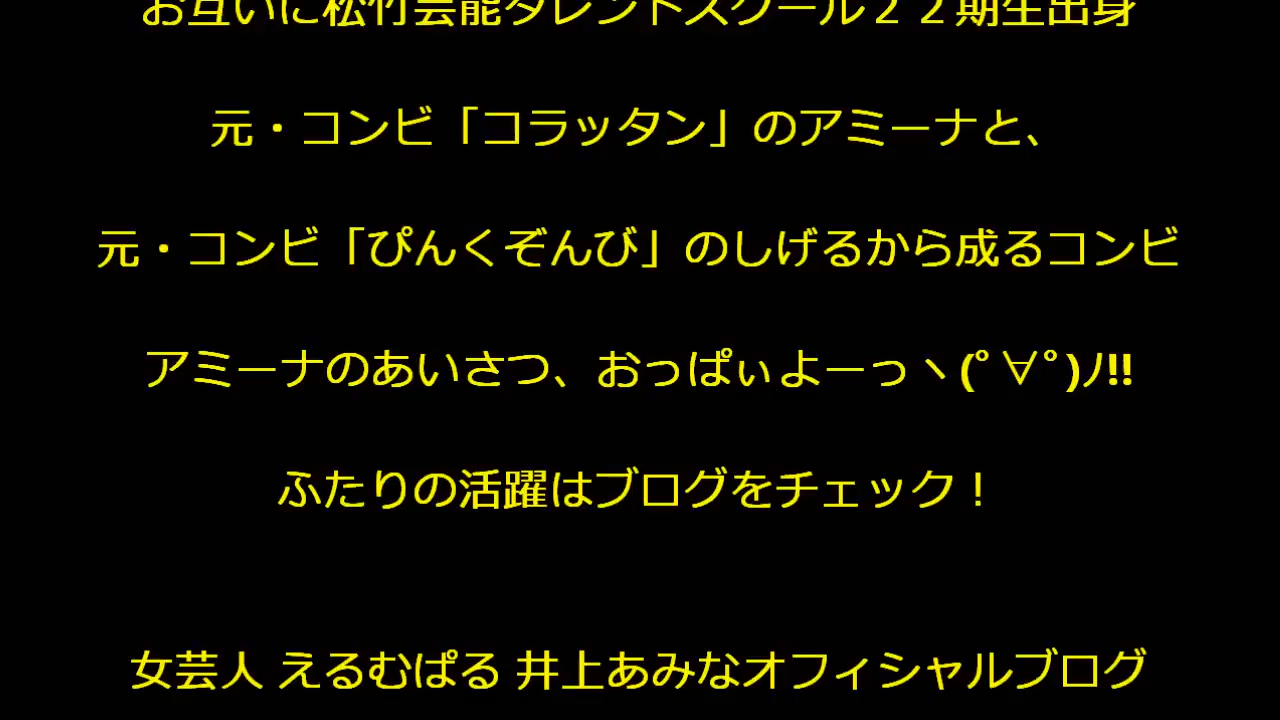 お互いに松竹芸能タレントスクール２２期生出身
元・コンビ「コラッタン」のアミーナと、
元・コンビ「ぴんくぞんび」のしげるから成るコンビ
アミーナのあいさつ、おっぱぃよーっヽ(ﾟ∀ﾟ)ﾉ!!
ふたりの活躍はブログをチェック！
女芸人 えるむぱる 井上あみなオフィシャルブログ